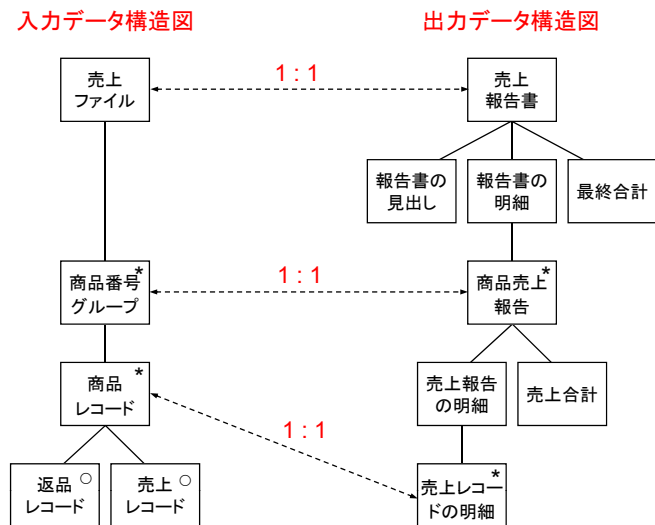 入力データ構造図
出力データ構造図
売上
ファイル
1 : 1
売上
報告書
報告書の
見出し
報告書の
明細
最終合計
商品番号*
グループ
1 : 1
商品売上*
報告
商品*
レコード
売上報告
の明細
売上合計
1 : 1
返品○
レコード
売上○
レコード
売上レコー*
ドの明細